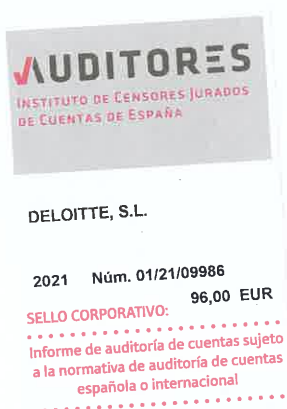 AUDITORES
INSTITUTO DE CENSORES JURADOS
DE CUENTAS DE ESPAÑA
DELOITTE, S.L.
2021 Núm. 01/21/09986
96,00 EUR
SELLO CORPORATIVO:
Informe de auditoría de cuentas sujeto
a la normativa de auditoría de cuentas
española o internacional